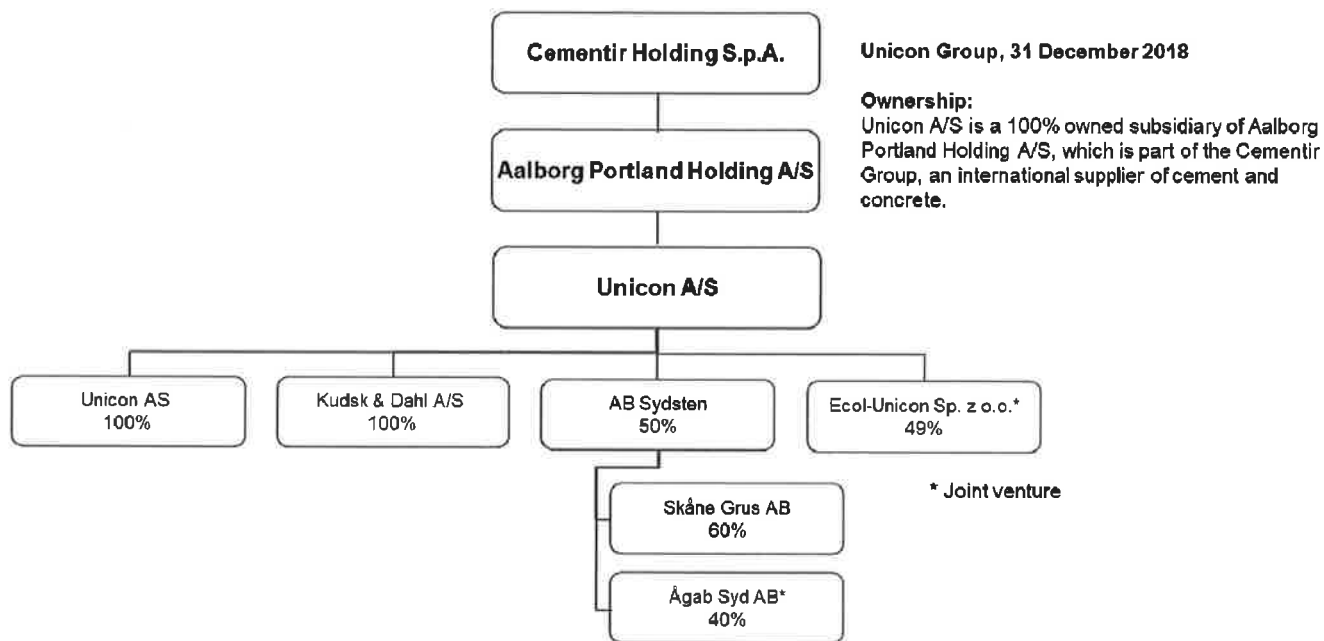 Cementir Holding S.p.A.
Unicon Group, 31 December 2018
Ownership:
Unicon A/S is a 100% owned subsidiary of Aalborg
Portland Holding A/S, which is part of the Cementir
Group, an international supplier of cement and
concrete.
Aalborg Portland Holding A/S
Unicon A/S
Unicon AS
100%
Kudsk & Dahl A/S
100%
AB Sydsten
50%
Ecol-Unicon Sp. z o.o.*
49%
* Joint venture
Skåne Grus AB
60%
Ågab Syd AB*
40%